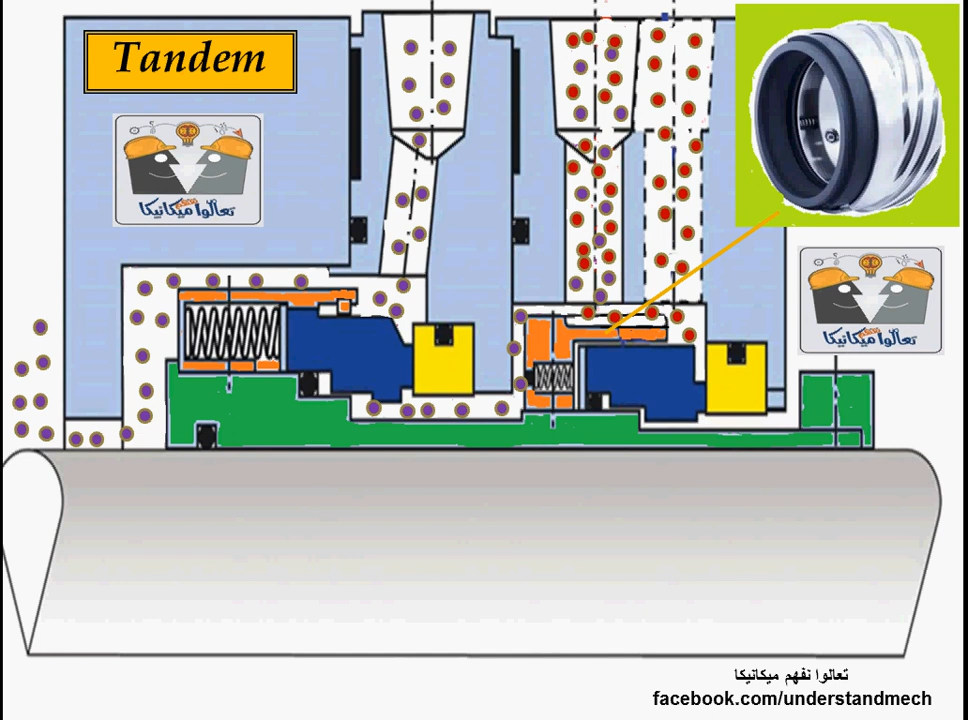 Tandem
تعالوا ميكانيكا
تعالوا ميكانيكا
تعالوا نفهم ميكانيكا
facebook.com/understandmech